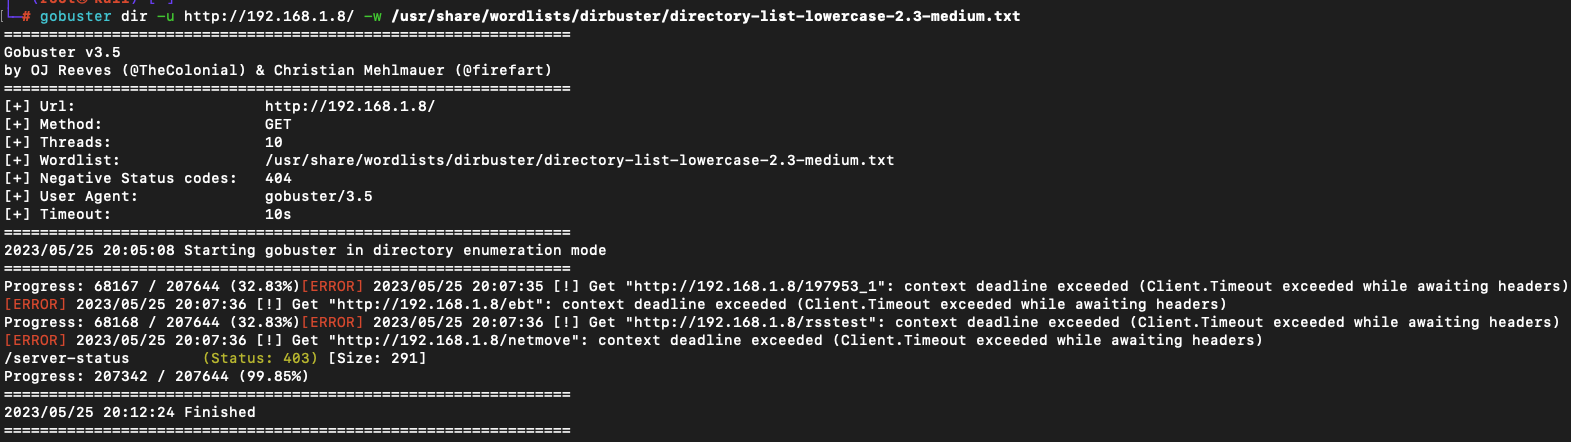 └─# gobuster dir -u http://192.168.1.8/ -w /usr/share/wordlists/dirbuster/directory-list-lowercase-2.3-medium.txt
===============================================================
Gobuster v3.5
by OJ Reeves (@TheColonial) & Christian Mehlmauer (@firefart)
===============================================================
[+] Url:                     http://192.168.1.8/
[+] Method:                  GET
[+] Threads:                 10
[+] Wordlist:                /usr/share/wordlists/dirbuster/directory-list-lowercase-2.3-medium.txt
[+] Negative Status codes:   404
[+] User Agent:              gobuster/3.5
[+] Timeout:                 10s
===============================================================
2023/05/25 20:05:08 Starting gobuster in directory enumeration mode
===============================================================
Progress: 68167 / 207644 (32.83%)[ERROR] 2023/05/25 20:07:35 [!] Get "http://192.168.1.8/197953_1": context deadline exceeded (Client.Timeout exceeded while awaiting headers)
[ERROR] 2023/05/25 20:07:36 [!] Get "http://192.168.1.8/ebt": context deadline exceeded (Client.Timeout exceeded while awaiting headers)
Progress: 68168 / 207644 (32.83%)[ERROR] 2023/05/25 20:07:36 [!] Get "http://192.168.1.8/rsstest": context deadline exceeded (Client.Timeout exceeded while awaiting headers)
[ERROR] 2023/05/25 20:07:36 [!] Get "http://192.168.1.8/netmove": context deadline exceeded (Client.Timeout exceeded while awaiting headers)
/server-status        (Status: 403) [Size: 291]
Progress: 207342 / 207644 (99.85%)
===============================================================
2023/05/25 20:12:24 Finished
===============================================================